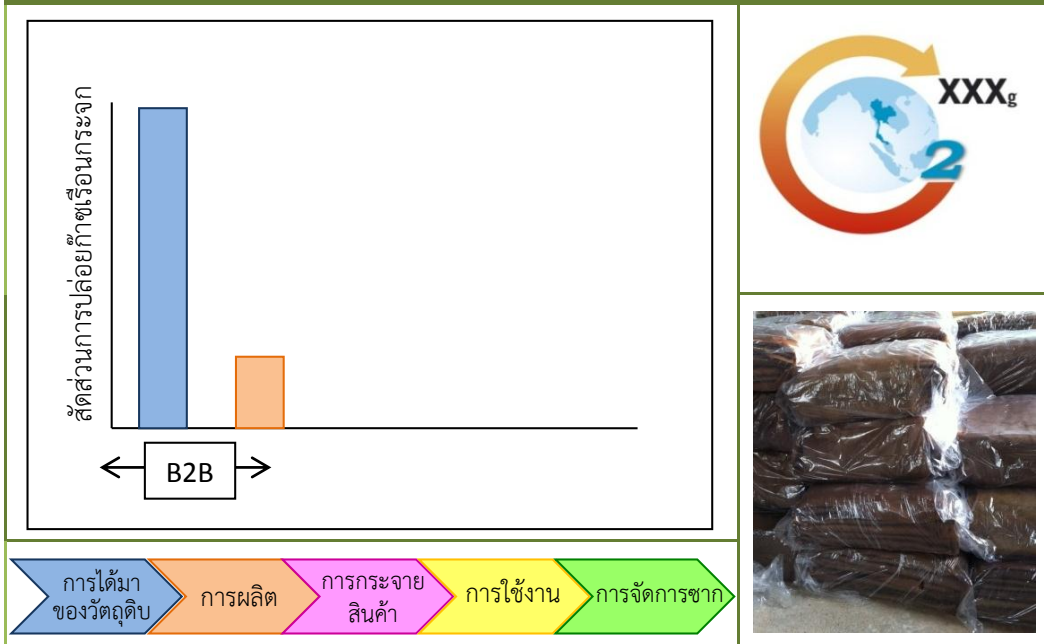 สัดส่วนการปล่อยก๊าซเรือนกระจก
B2B
XXXg
2
การได้มา
ของวัตถุดิบ
การผลิต
การกระจาย
สินค้า
การใช้งาน
การจัดการซาก